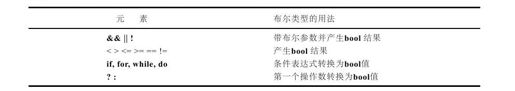 元 素 布尔类型的用法
&& || ! 带布尔参数并产生bool 结果
< > <= >= == != 产生bool 结果
if, for, while, do 条件表达式转换为bool值
? : 第一个操作数转换为bool值